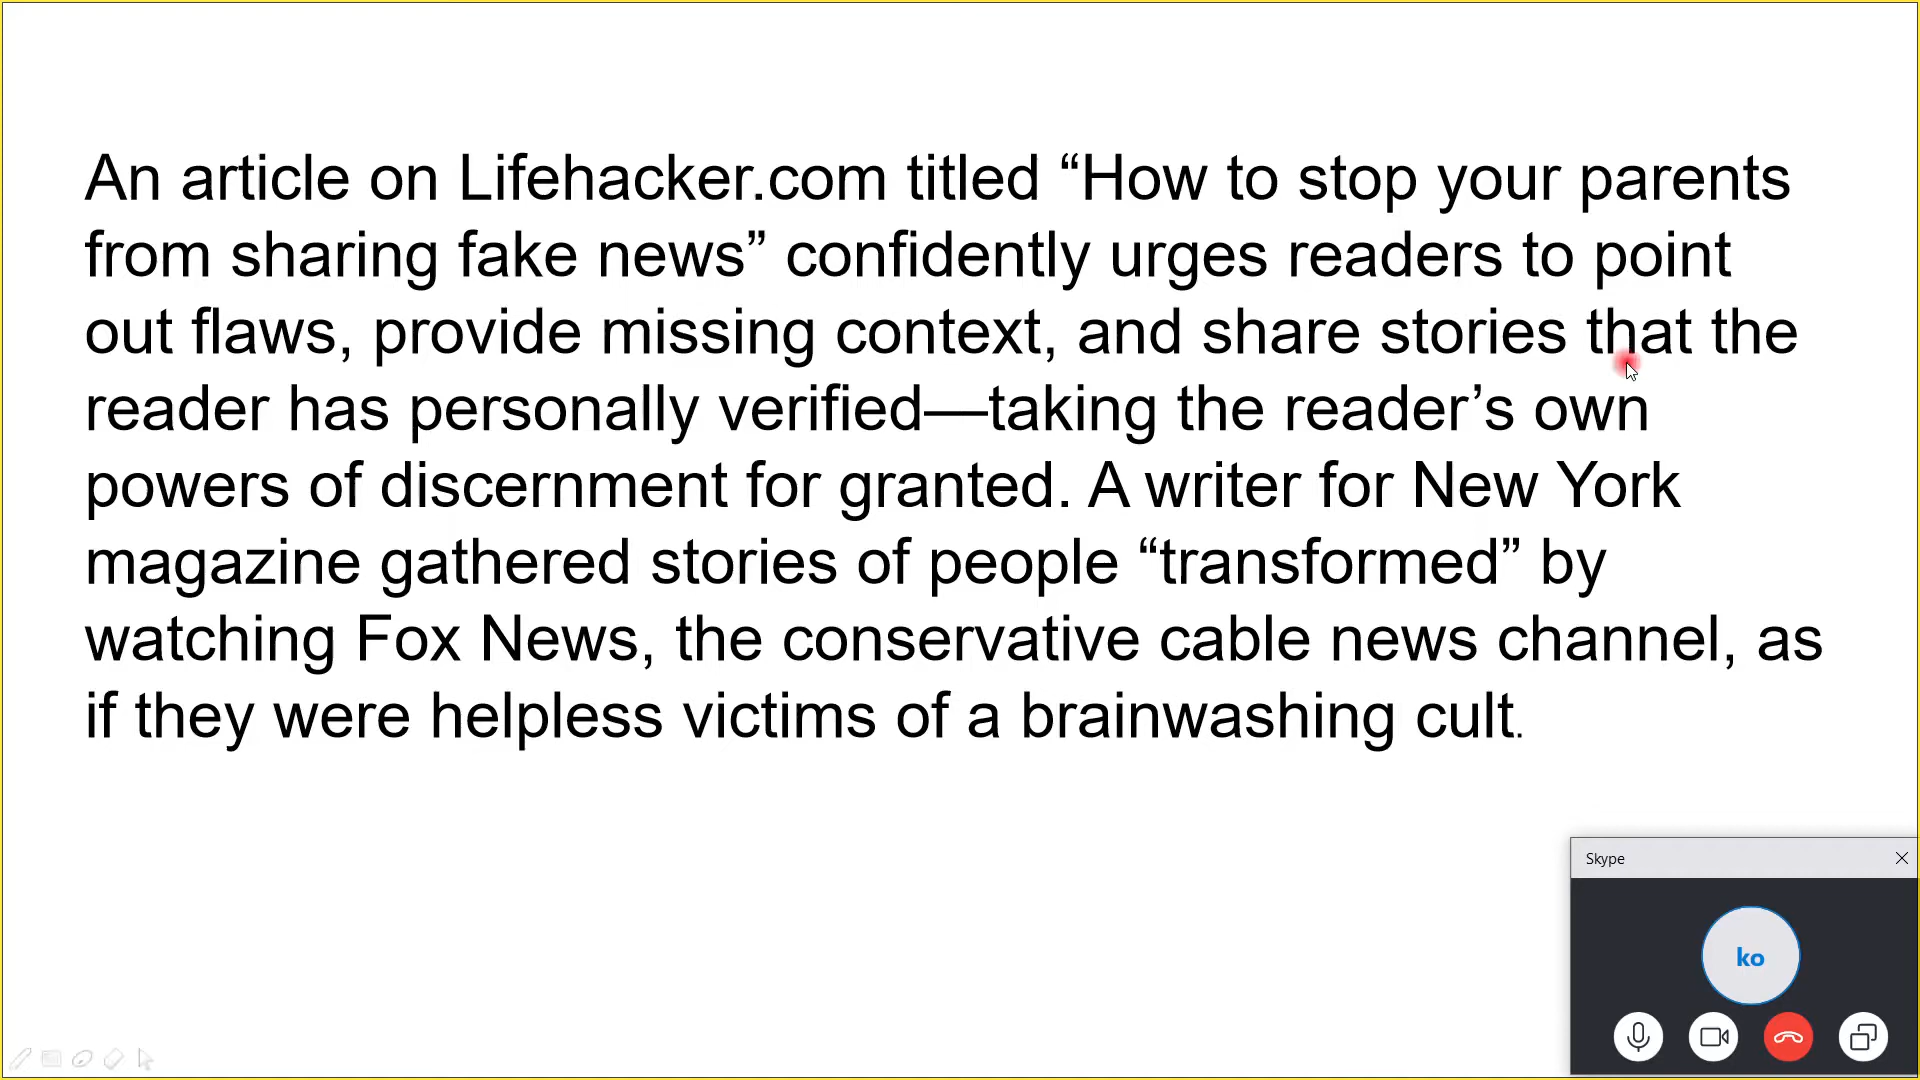 An article on Lifehacker.com titled “How to stop your parents
from sharing fake news” confidently urges readers to point
out flaws, provide missing context, and share stories that the
reader has personally verified—taking the reader’s own
powers of discernment for granted. A writer for New York
magazine gathered stories of people “transformed” by
watching Fox News, the conservative cable news channel, as
if they were helpless victims of a brainwashing cult.
Skype
ko